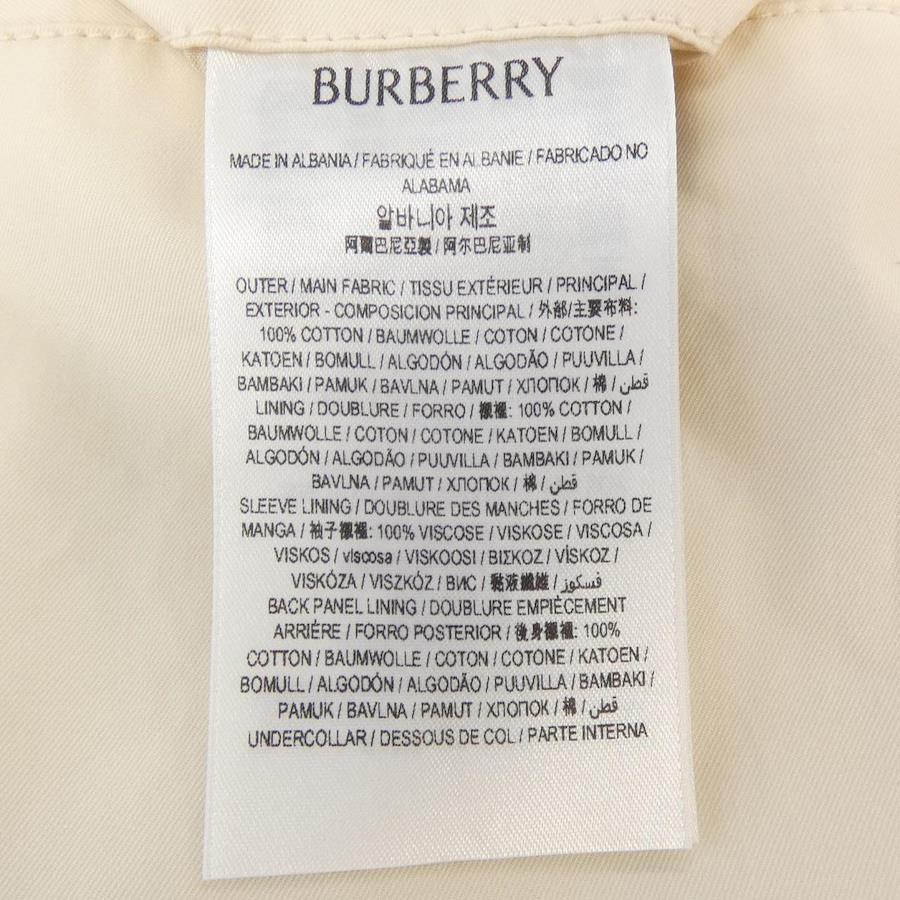 BURBERRY
MADE IN ALBANIA / FABRIQUÉ EN ALBANIE / FABRICADO NO
ALABAMA
알바니아 제조
阿爾巴尼亞製 / 阿尔巴尼亚制
OUTER / MAIN FABRIC / TISSU EXTÉRIEUR / PRINCIPAL /
EXTERIOR - COMPOSICION PRINCIPAL / 外部/主要布料:
100% COTTON / BAUMWOLLE / COTON / COTONE /
KATOEN / BOMULL / ALGODÓN / ALGODÃO / PUUVILLA /
BAMBAKI / PAMUK / BAVLNA / PAMUT / ХЛОПОК / 棉 / قطن
LINING / DOUBLURE / FORRO / 襯裡: 100% COTTON /
BAUMWOLLE / COTON / COTONE / KATOEN / BOMULL /
ALGODÓN / ALGODÃO / PUUVILLA / BAMBAKI / PAMUK /
BAVLNA / PAMUT / ХЛОПОК / 棉 / قطن
SLEEVE LINING / DOUBLURE DES MANCHES / FORRO DE
MANGA / 袖子襯裡: 100% VISCOSE / VISKOSE / VISCOSA /
VISKOS / viscosa / VISKOOSI / ΒΙΣΚΟΖ / VİSKOZ /
VISKÓZA / VISZKÓZ / ВИС / 黏液纖維 / فسكوز
BACK PANEL LINING / DOUBLURE EMPIÈCEMENT
ARRIÉRE / FORRO POSTERIOR / 後身襯裡: 100%
COTTON / BAUMWOLLE / COTON / COTONE / KATOEN /
BOMULL / ALGODÓN / ALGODÃO / PUUVILLA / BAMBAKI /
PAMUK / BAVLNA / PAMUT / ХЛОПОК / 棉 / قطن
UNDERCOLLAR / DESSOUS DE COL / PARTE INTERNA